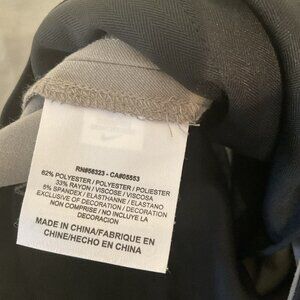 RN#56323 - CA#05553
62% POLYESTER / POLYESTER / POLIESTER
33% RAYON / VISCOSE / VISCOSA
5% SPANDEX / ELASTHANNE / ELASTANO
EXCLUSIVE OF DECORATION / DECORATION
NON COMPRISE / NO INCLUYE LA
DECORACION
MADE IN CHINA/FABRIQUE EN
CHINE/HECHO EN CHINA